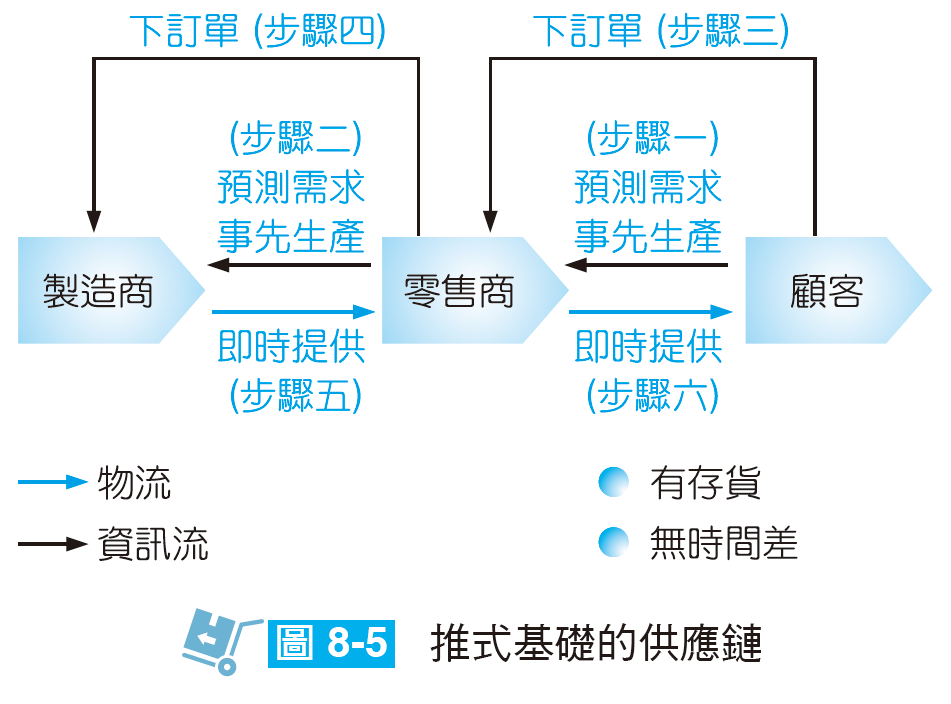 下訂單 (步驟四)
下訂單 (步驟三)
(步驟二)
預測需求
事先生產
(步驟一)
預測需求
事先生產
製造商
零售商
顧客
即時提供
(步驟五)
即時提供
(步驟六)
物流
有存貨
資訊流
無時間差
圖 8-5 推式基礎的供應鏈